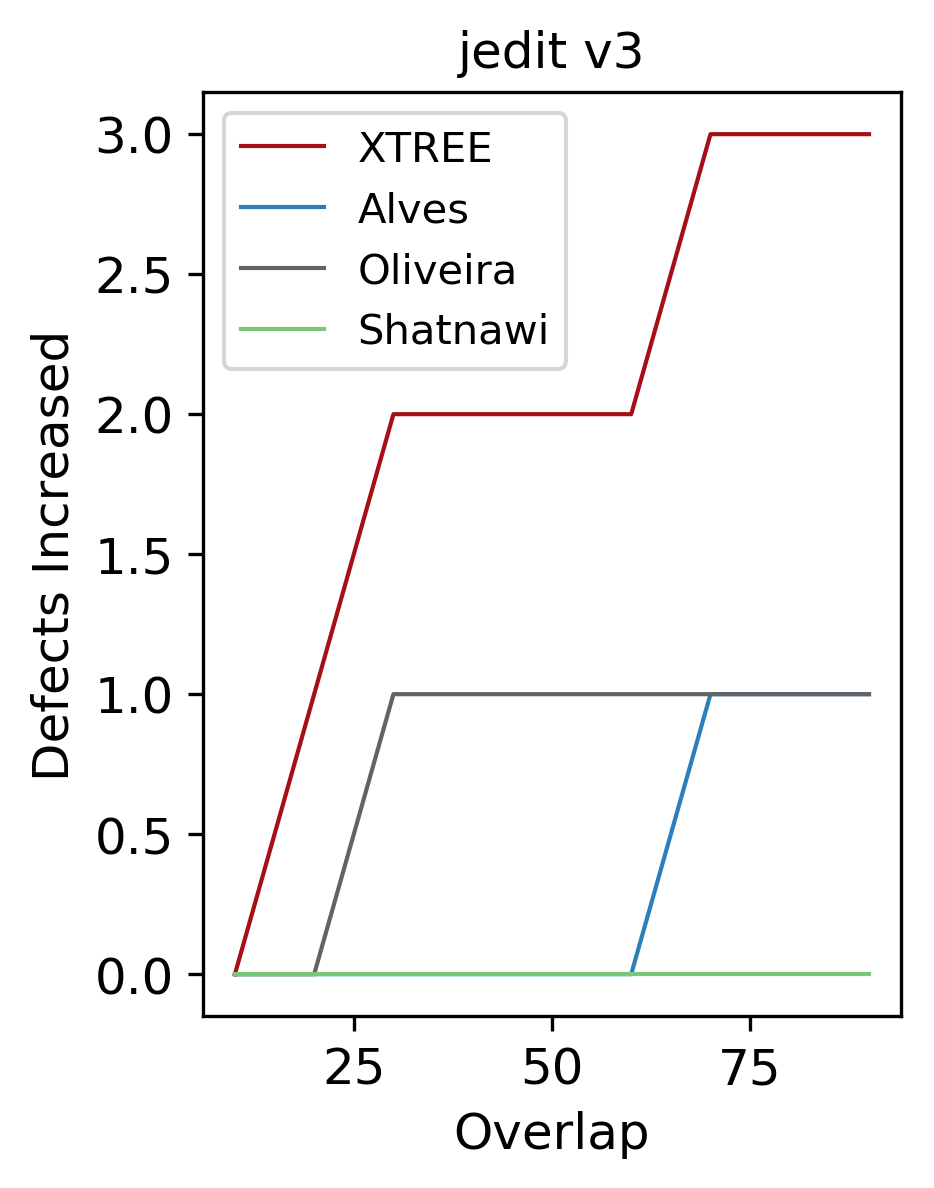 jedit v3
XTREE
Alves
Oliveira
Shatnawi
3.0
2.5
2.0
1.5
1.0
0.5
0.0
Defects Increased
25 50 75
Overlap